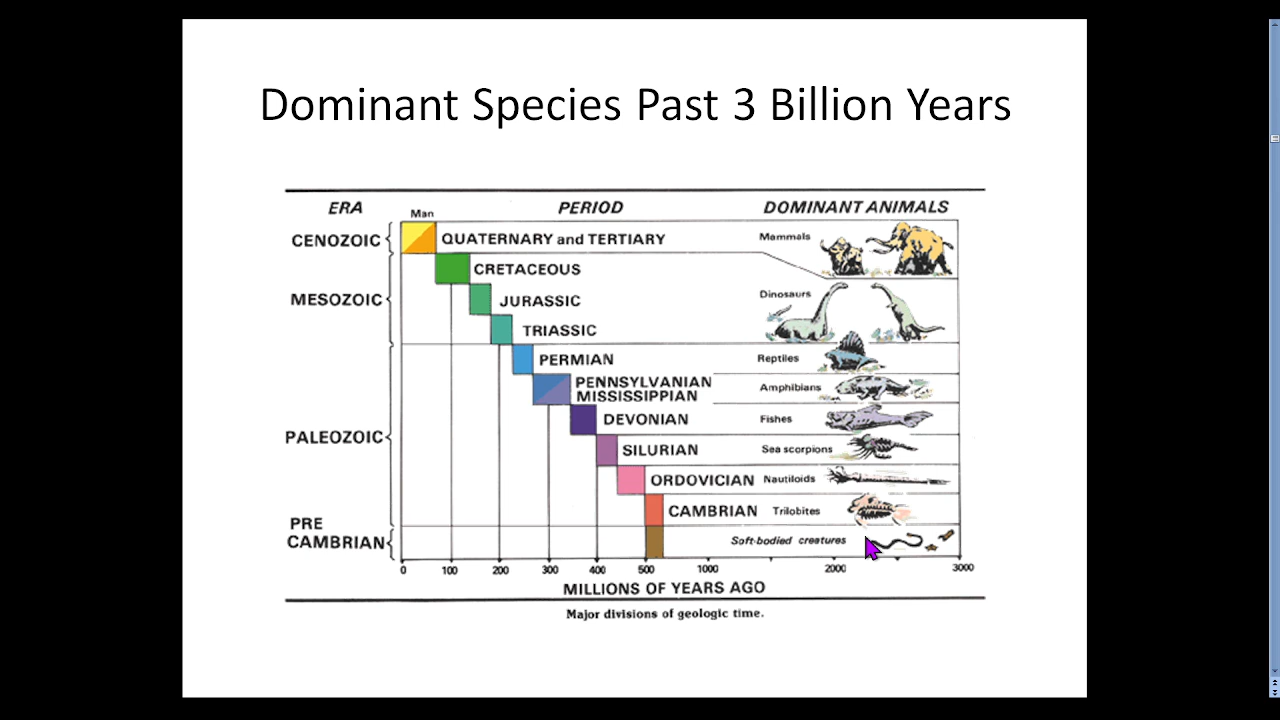 Dominant Species Past 3 Billion Years
ERA PERIOD DOMINANT ANIMALS
Man
CENOZOIC QUATERNARY and TERTIARY Mammals
CRETACEOUS
MESOZOIC JURASSIC Dinosaurs
TRIASSIC
PERMIAN Reptiles
PENNSYLVANIAN
MISSISSIPPIAN Amphibians
DEVONIAN Fishes
PALEOZOIC
SILURIAN Sea scorpions
ORDOVICIAN Nautiloids
CAMBRIAN Trilobites
PRE
CAMBRIAN Soft-bodied creatures
0 100 200 300 400 500 1000 2000 3000
MILLIONS OF YEARS AGO
Major divisions of geologic time.